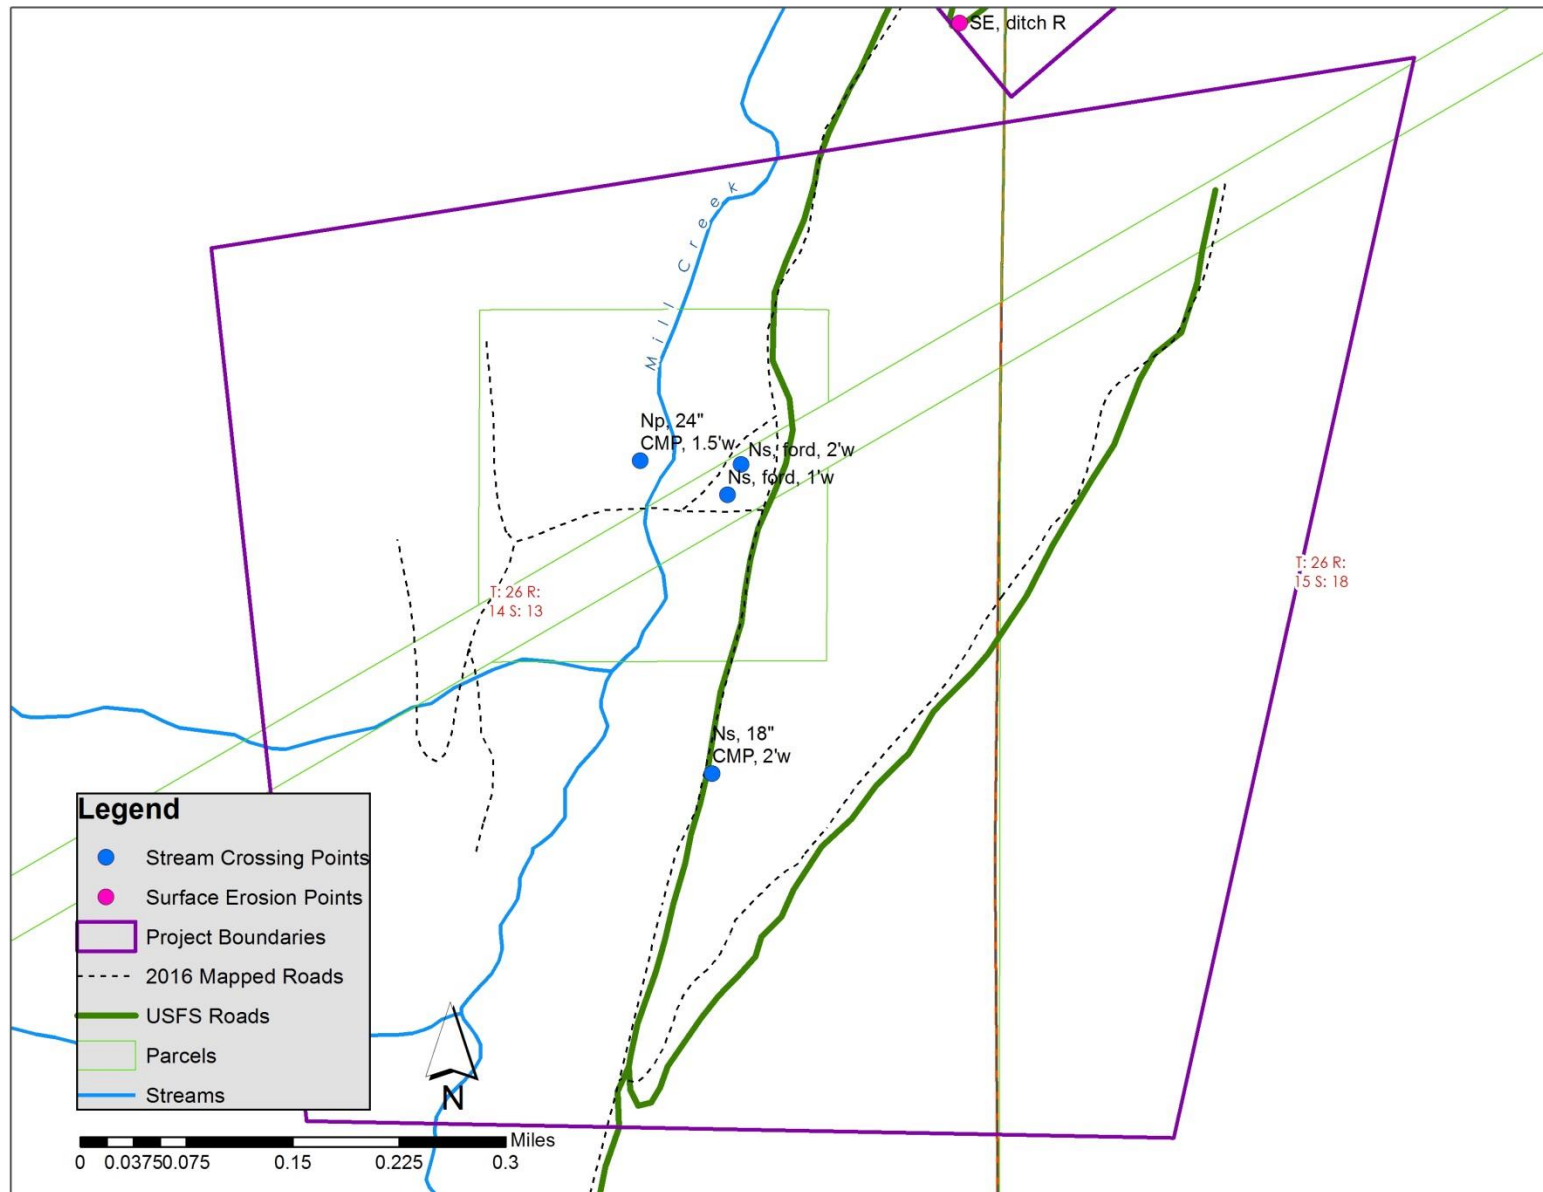 SE, ditch R
Mill Creek
Np, 24"
CMP, 1.5'w
Ns, ford, 2'w
Ns, ford, 1'w
T: 26 R:
15 S: 18
T: 26 R:
14 S: 13
Ns, 18"
CMP, 2'w
Legend
Stream Crossing Points
Surface Erosion Points
Project Boundaries
2016 Mapped Roads
USFS Roads
Parcels
Streams
N
Miles
0 0.0375 0.075 0.15 0.225 0.3